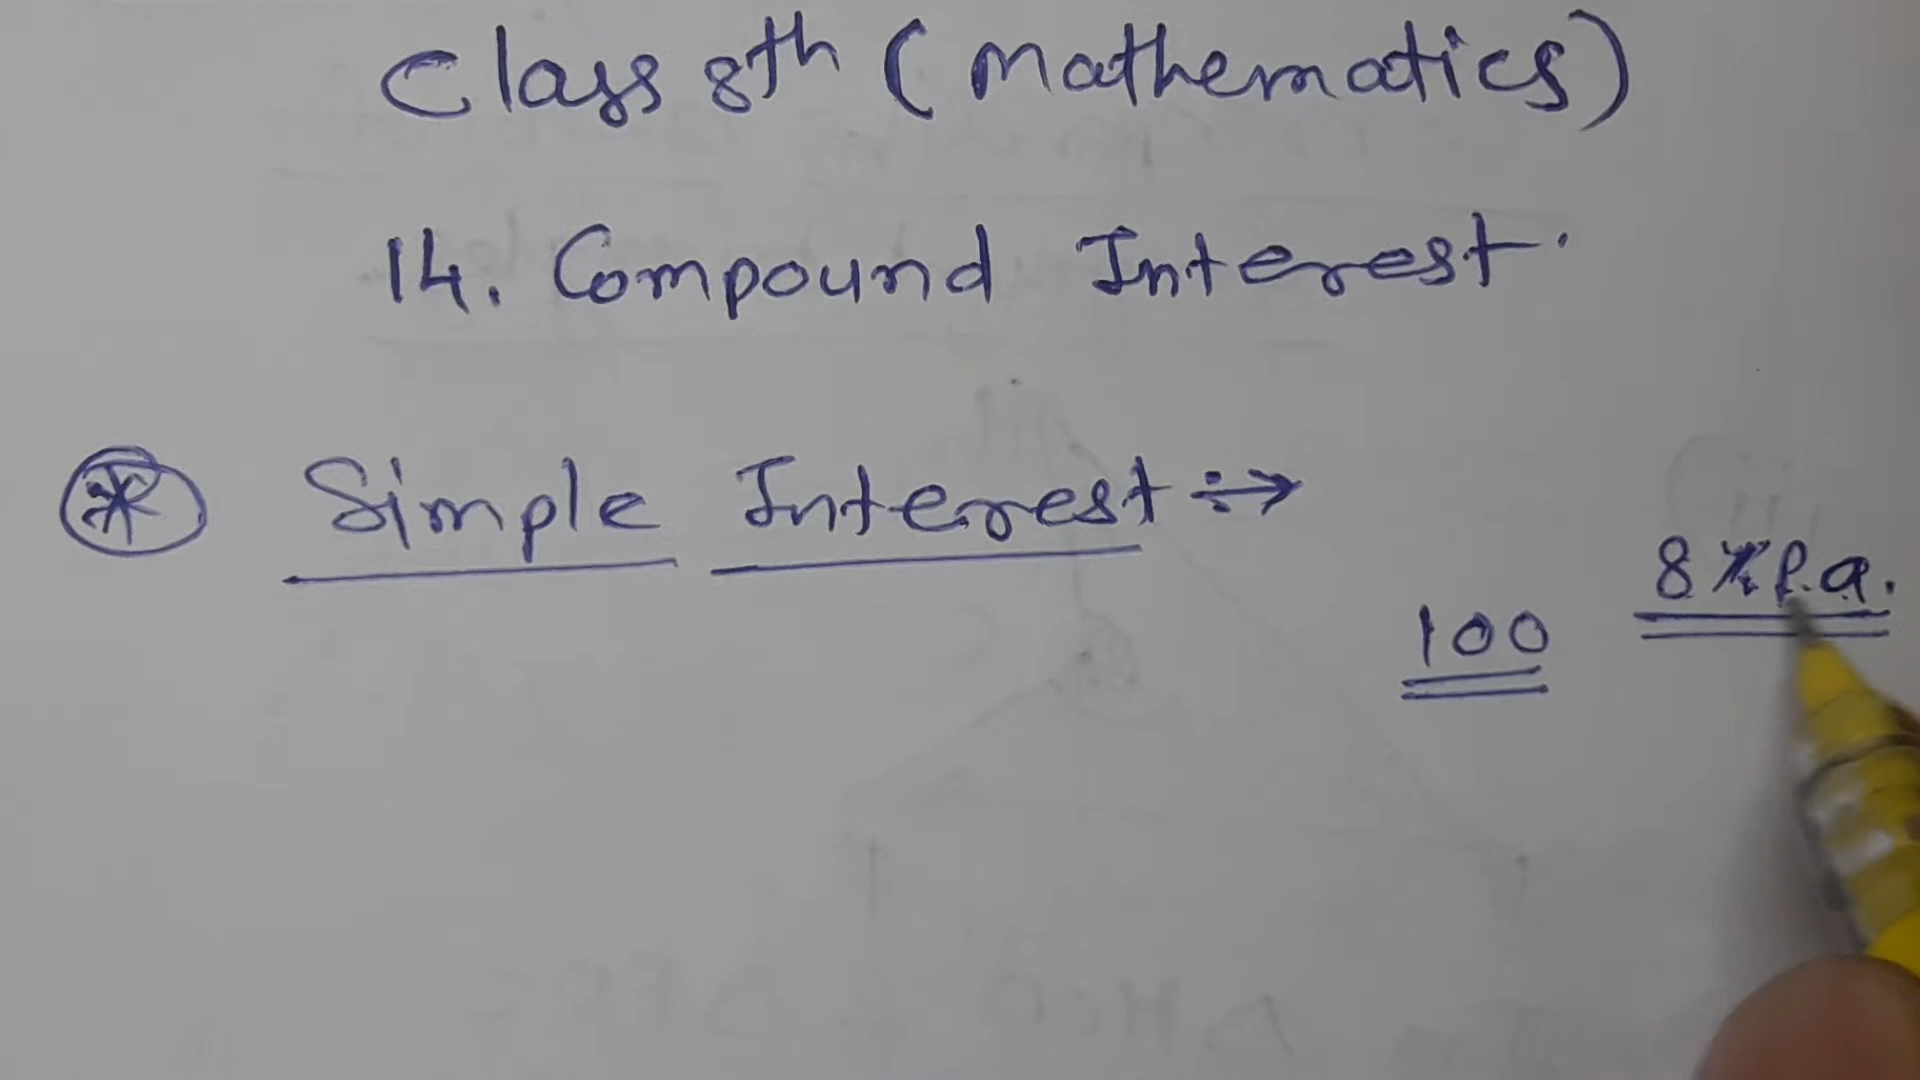 Class 8th (Mathematics)
14. Compound Interest.
* Simple Interest ÷→
8% P.a.
100